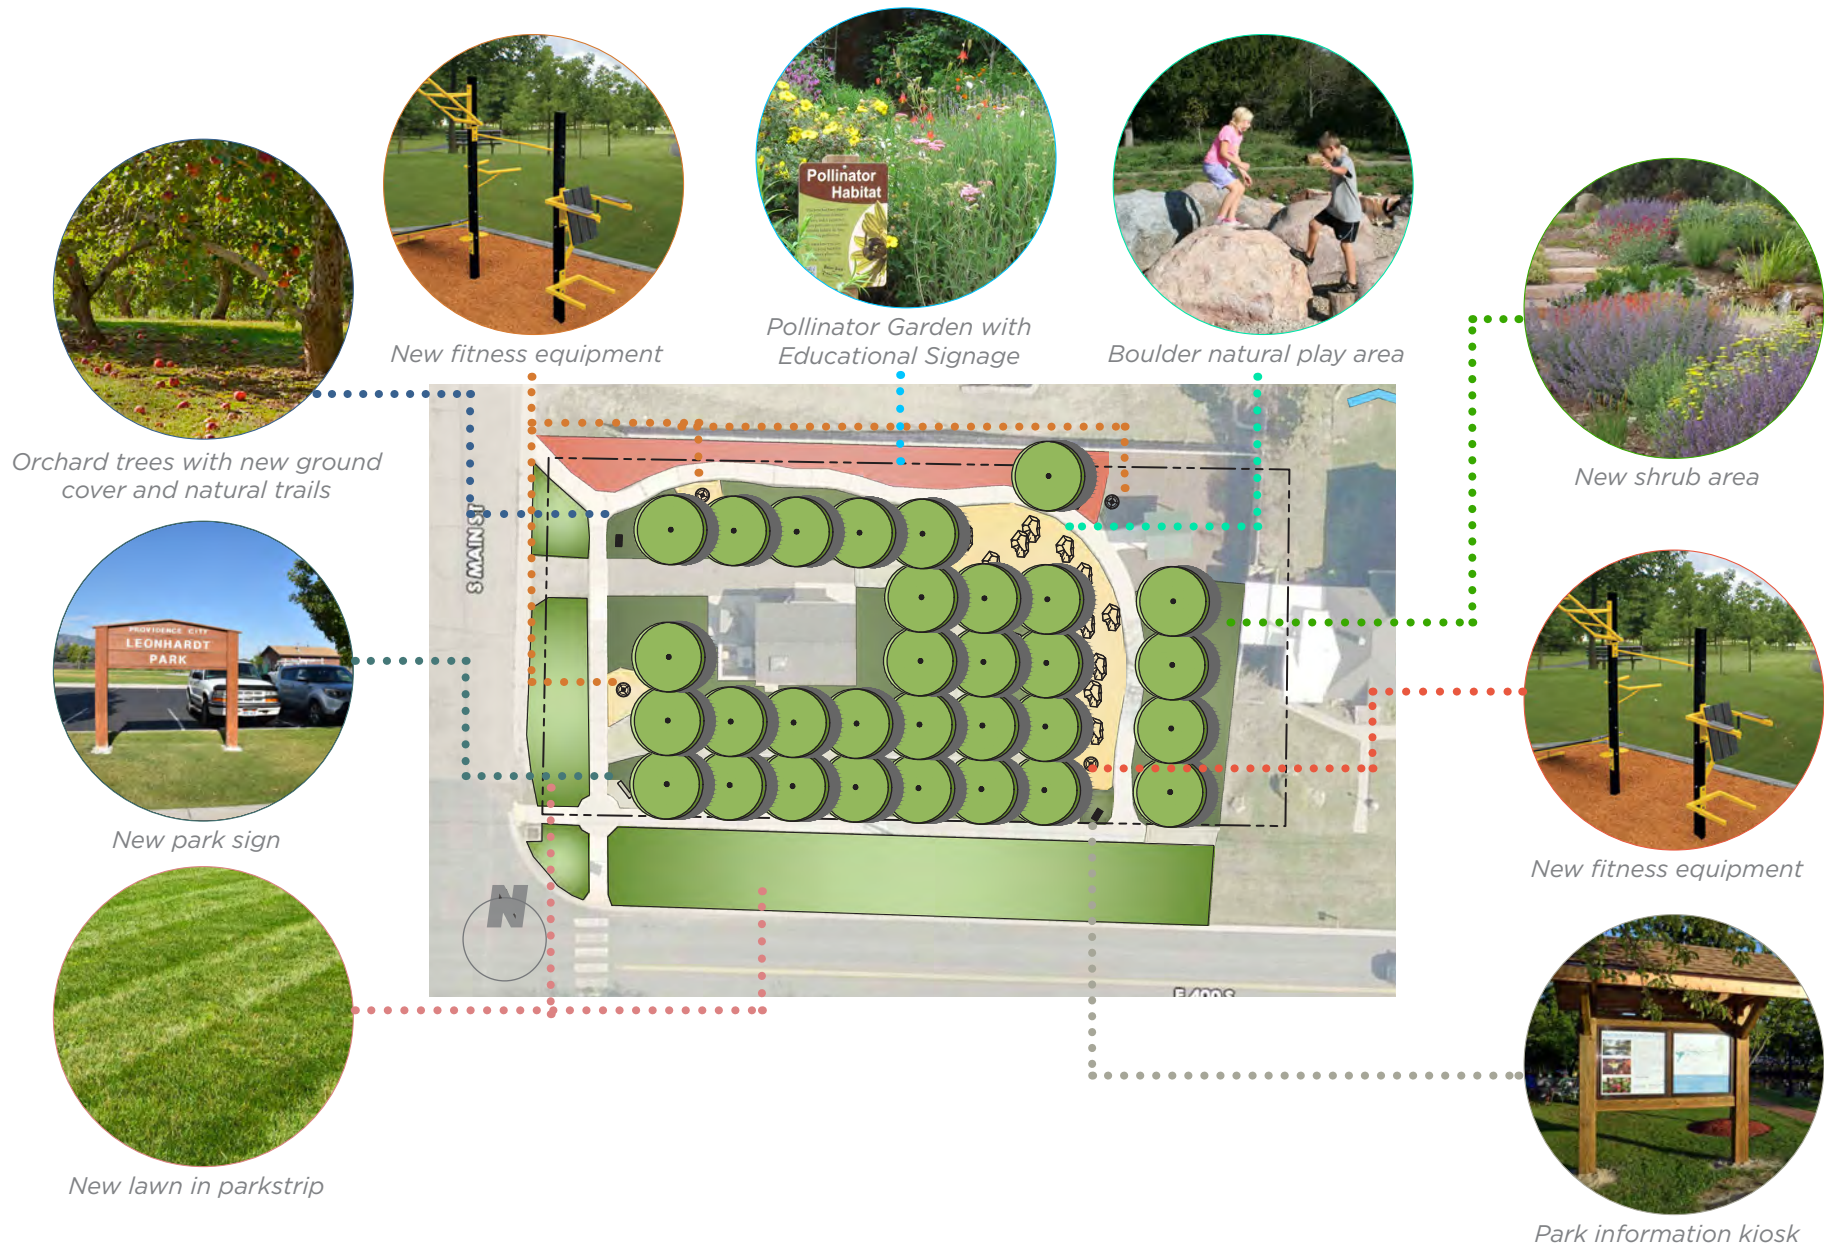 Pollinator
Habitat
New fitness equipment
Pollinator Garden with
Educational Signage
Boulder natural play area
Orchard trees with new ground
cover and natural trails
New shrub area
S MAIN ST
PROVIDENCE CITY
LEONHARDT
PARK
New park sign
New fitness equipment
N
E 400 S
New lawn in parkstrip
Park information kiosk